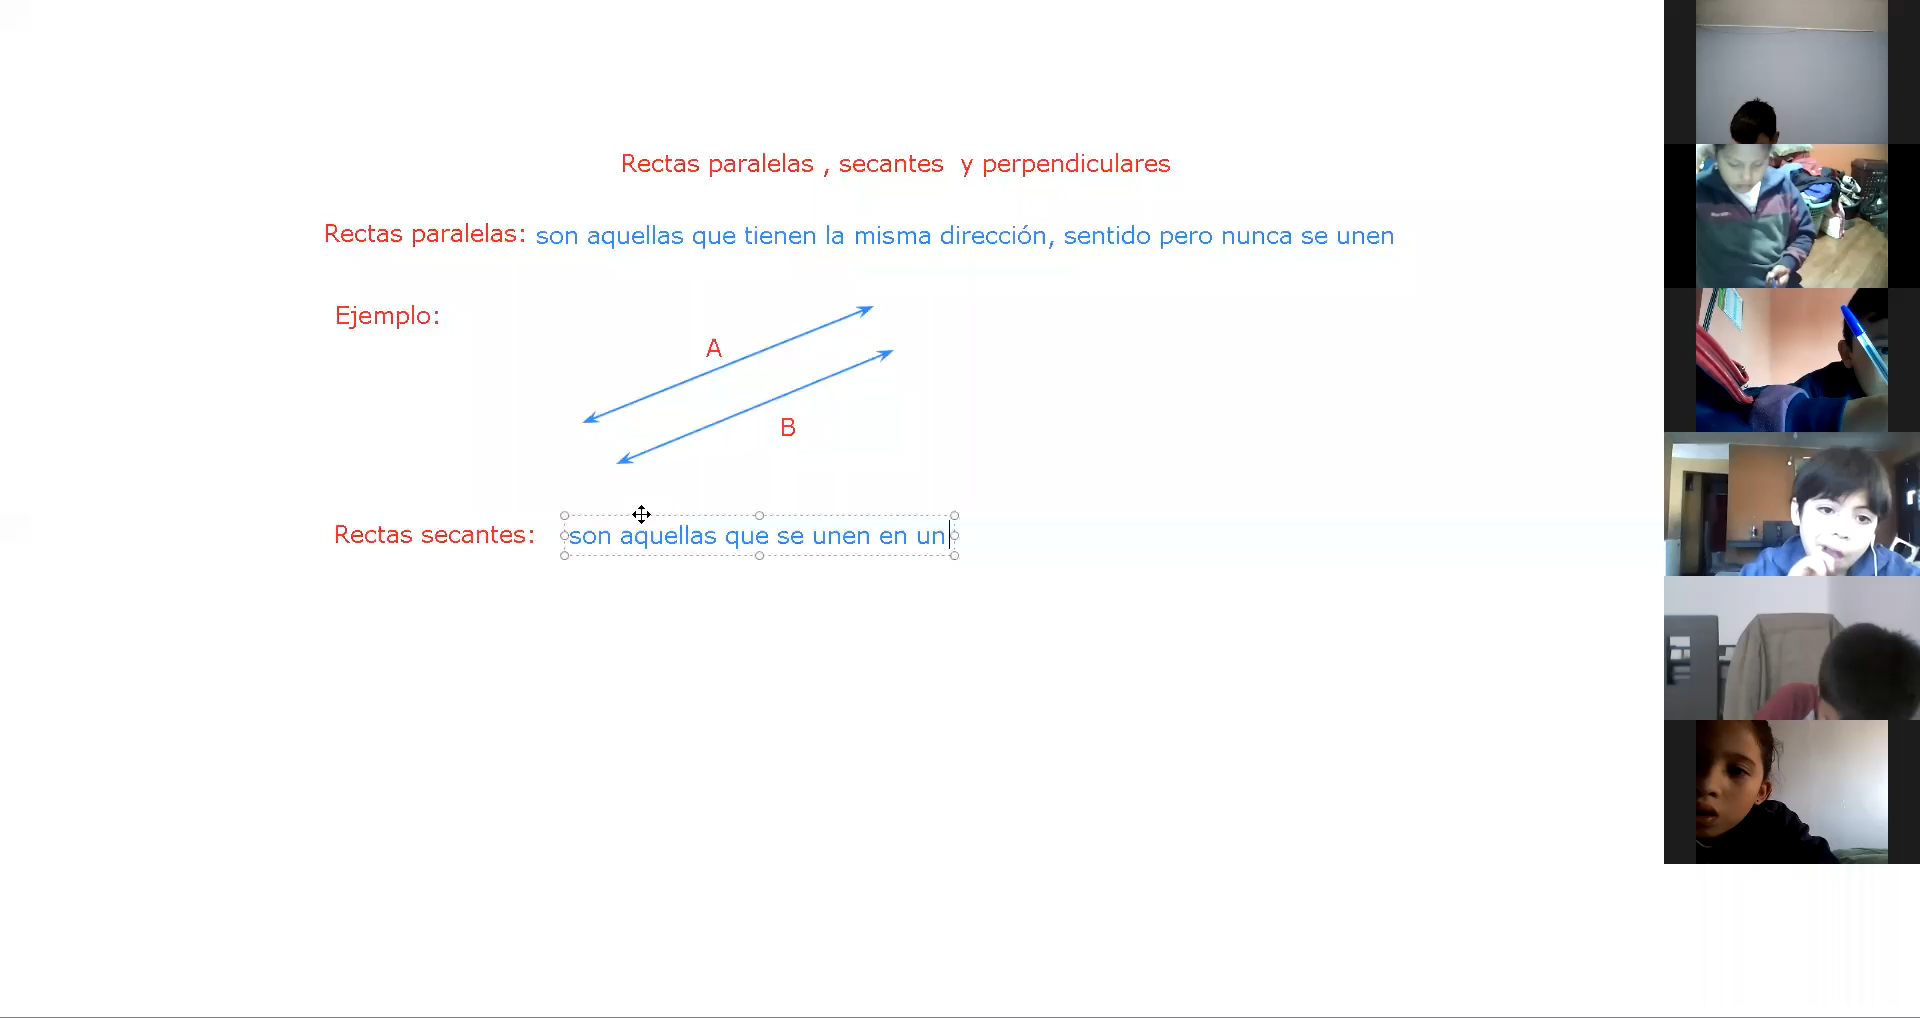 Rectas paralelas , secantes y perpendiculares
Rectas paralelas: son aquellas que tienen la misma dirección, sentido pero nunca se unen
Ejemplo:
A
B
Rectas secantes: son aquellas que se unen en un